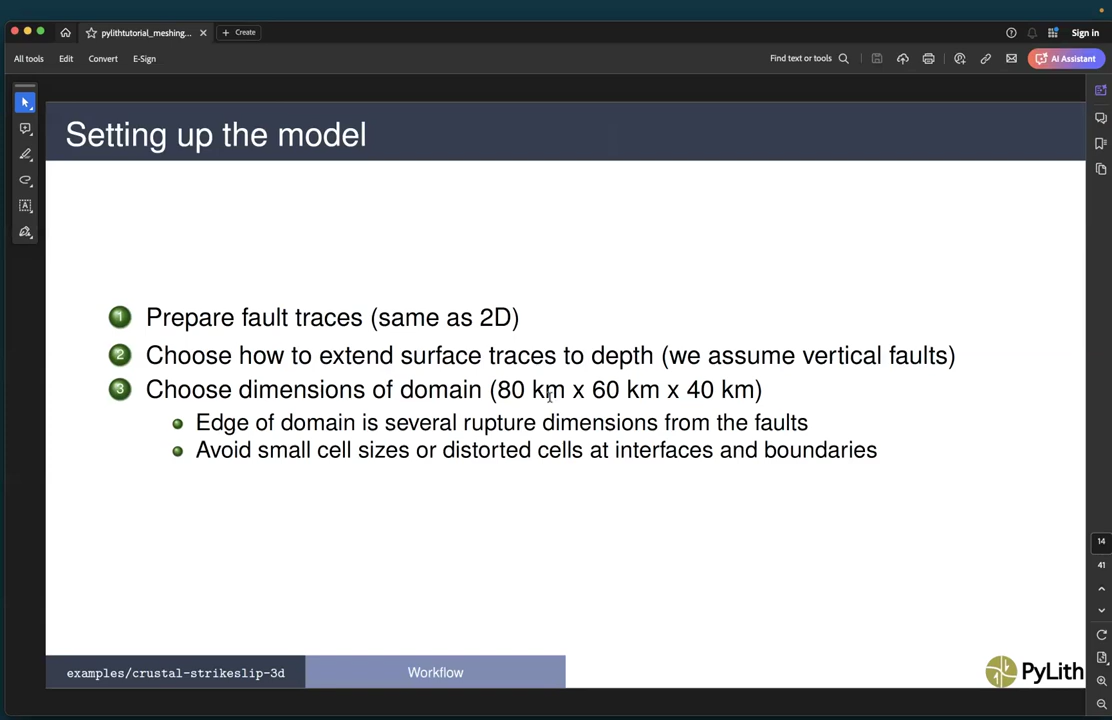 pylithtutorial_meshing...
Create
Sign in
All tools
Edit
Convert
E-Sign
Find text or tools
AI Assistant
Setting up the model
1 Prepare fault traces (same as 2D)
2 Choose how to extend surface traces to depth (we assume vertical faults)
3 Choose dimensions of domain (80 km x 60 km x 40 km)
Edge of domain is several rupture dimensions from the faults
Avoid small cell sizes or distorted cells at interfaces and boundaries
14
41
examples/crustal-strikeslip-3d
Workflow
PyLith